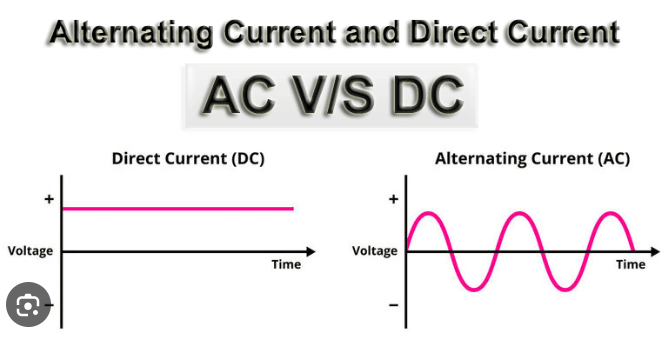 Alternating Current and Direct Current
AC V/S DC
Direct Current (DC)
+
Voltage
Time
–
Alternating Current (AC)
+
Voltage
Time
–